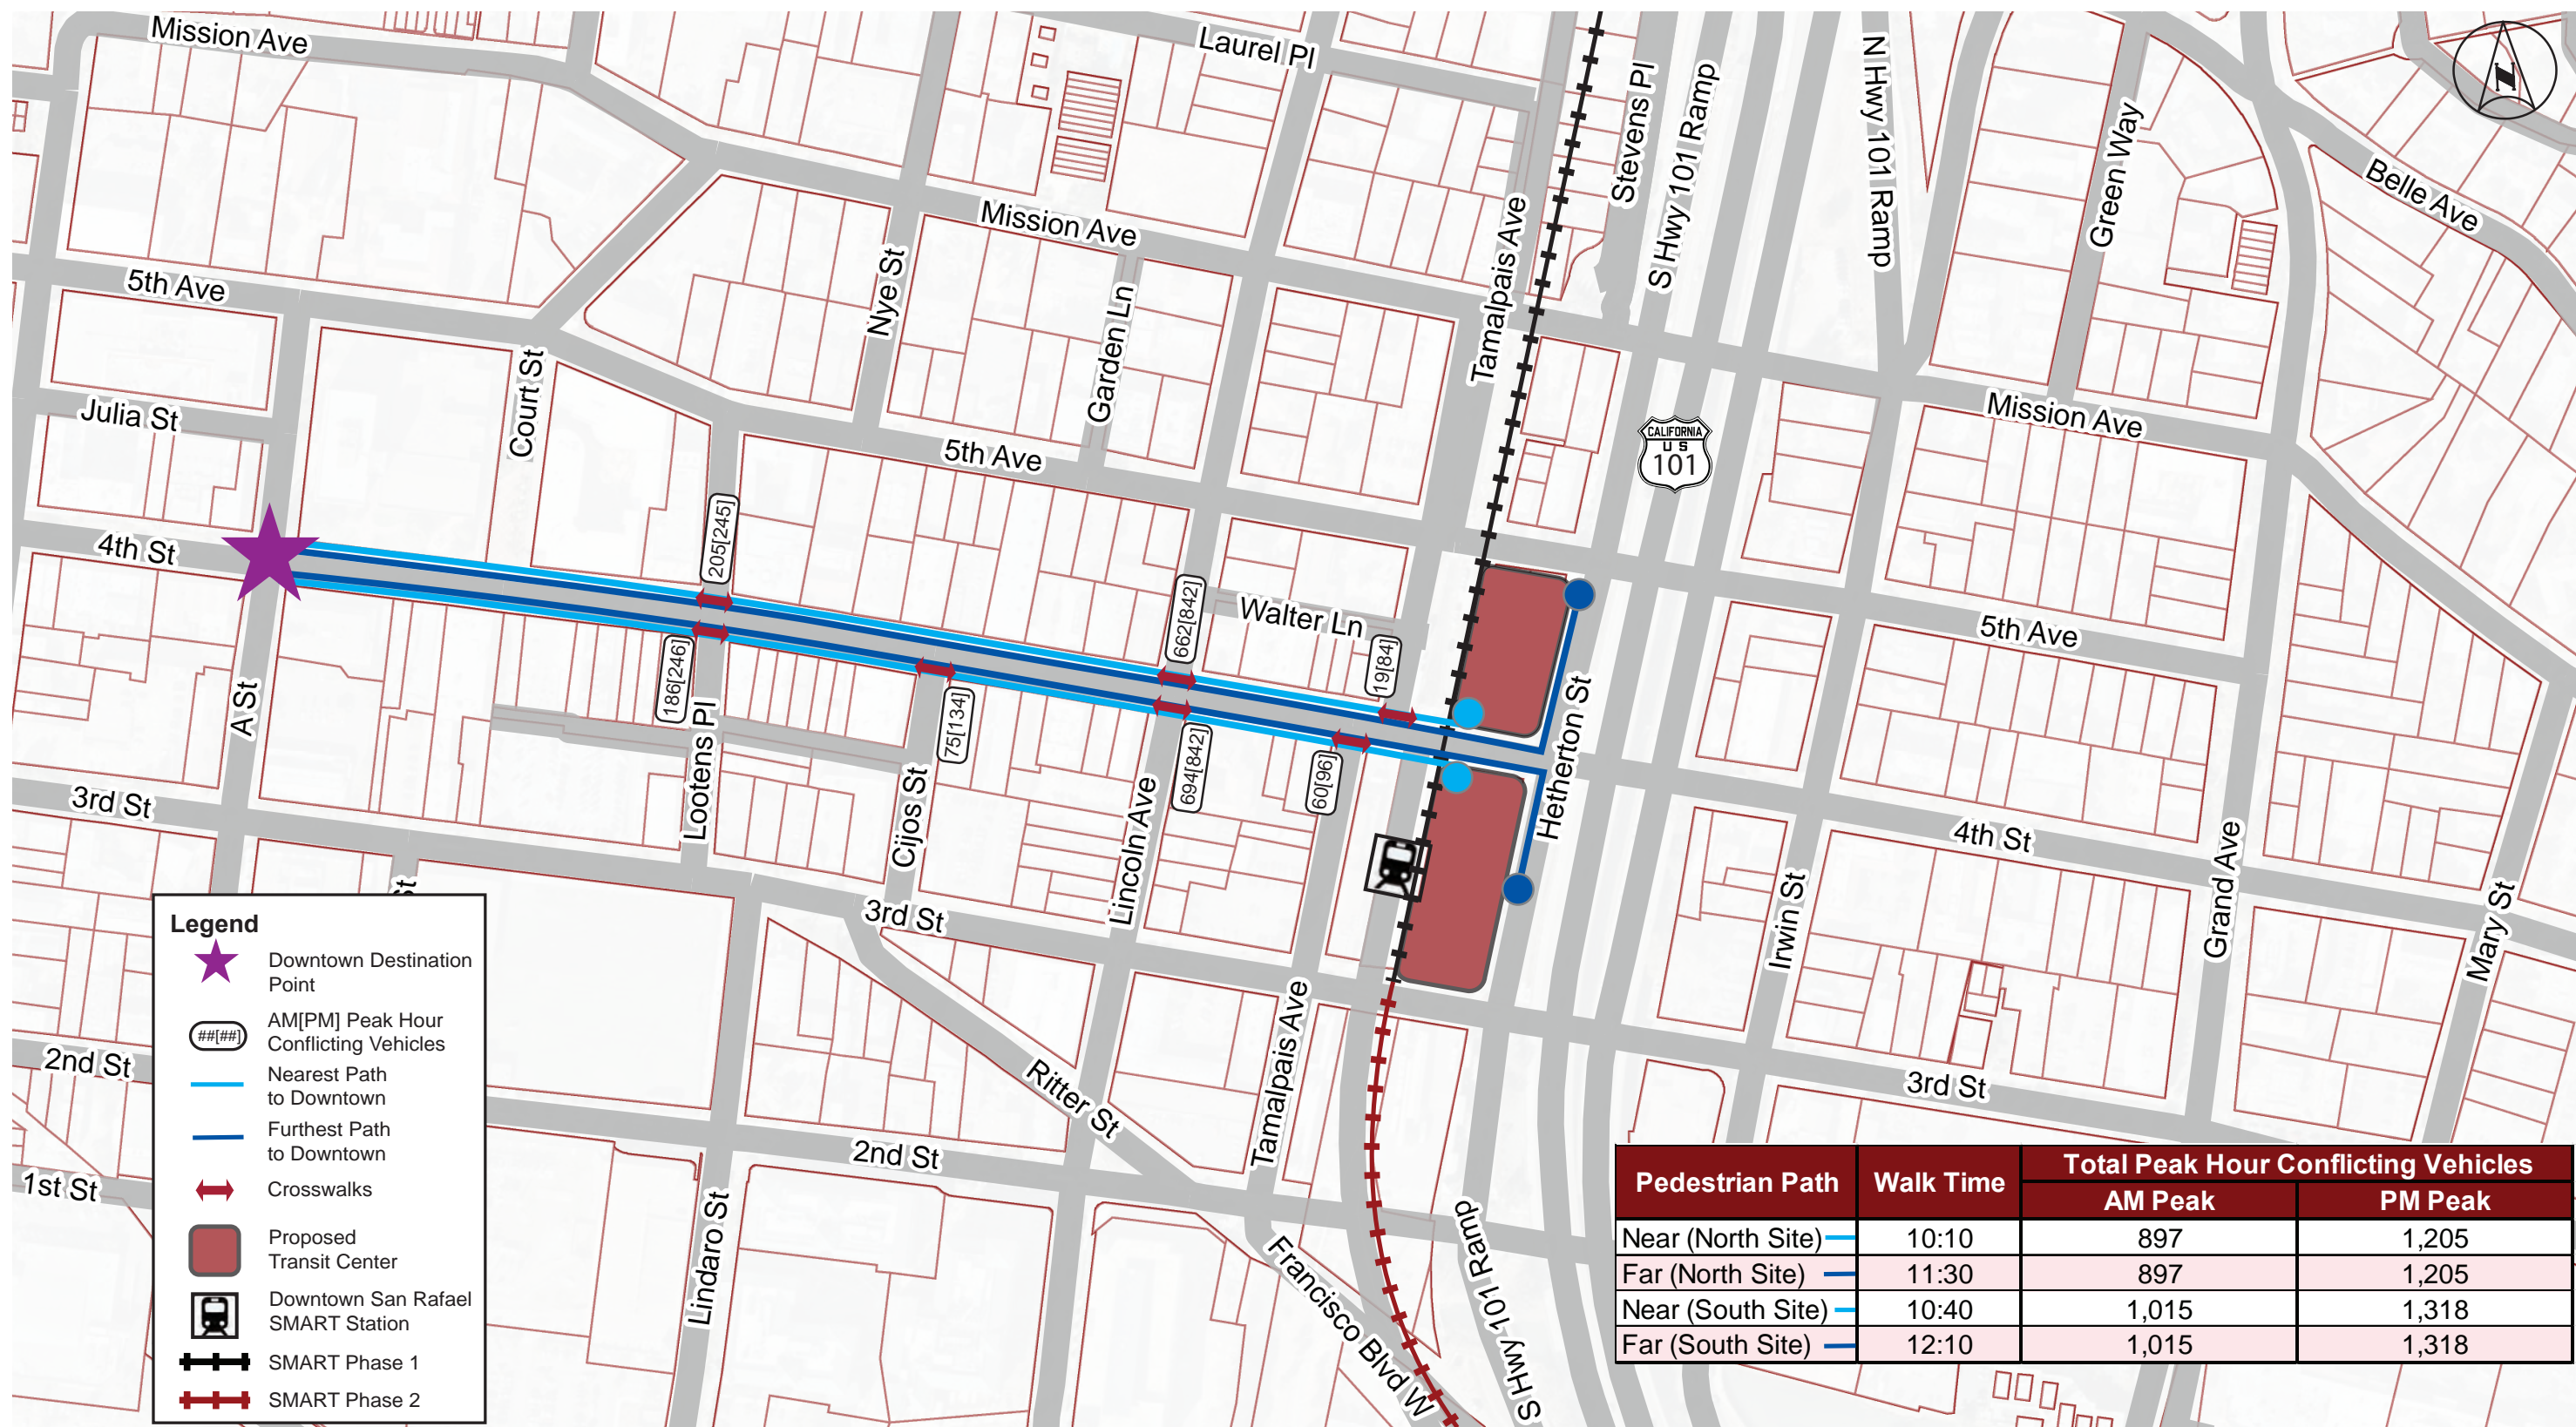 Mission Ave
Laurel Pl
Stevens Pl
S Hwy 101 Ramp
N Hwy 101 Ramp
Green Way
Belle Ave
N
Mission Ave
Nye St
Garden Ln
Tamalpais Ave
5th Ave
Julia St
Court St
5th Ave
CALIFORNIA
U S
101
Mission Ave
4th St
205[245]
662[842]
Walter Ln
19[84]
5th Ave
A St
186[246]
Lootens Pl
75[134]
Cijos St
694[842]
Lincoln Ave
60[96]
Hetherton St
3rd St
3rd St
4th St
Irwin St
Grand Ave
Mary St
St
2nd St
1st St
Lindaro St
Ritter St
2nd St
Tamalpais Ave
Francisco Blvd W
S Hwy 101 Ramp
S Hwy
3rd St
Legend
Downtown Destination
Point
##[##]
AM[PM] Peak Hour
Conflicting Vehicles
Nearest Path
to Downtown
Furthest Path
to Downtown
Crosswalks
Proposed
Transit Center
Downtown San Rafael
SMART Station
SMART Phase 1
SMART Phase 2
Pedestrian Path Walk Time Total Peak Hour Conflicting Vehicles
AM Peak PM Peak
Near (North Site) 10:10 897 1,205
Far (North Site) 11:30 897 1,205
Near (South Site) 10:40 1,015 1,318
Far (South Site) 12:10 1,015 1,318